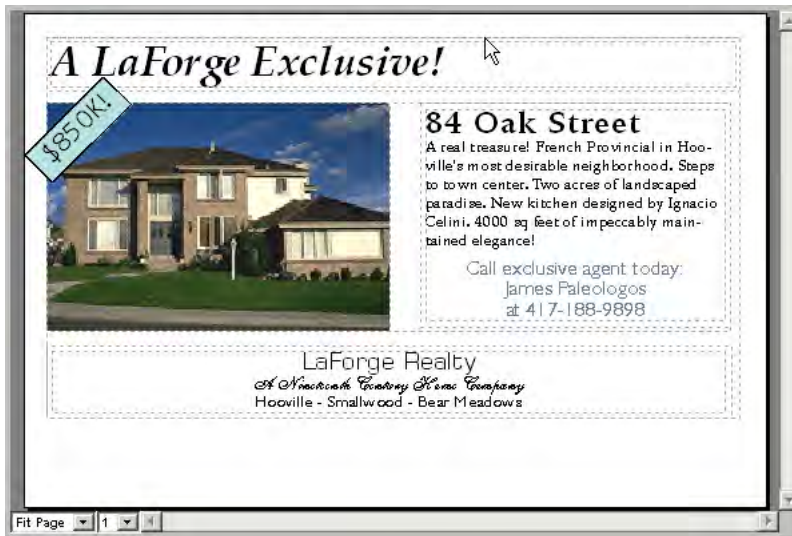 A LaForge Exclusive!
$850K!
84 Oak Street
A real treasure! French Provincial in Hoo-
ville's most desirable neighborhood. Steps
to town center. Two acres of landscaped
paradise. New kitchen designed by Ignacio
Celini. 4000 sq feet of impeccably main-
tained elegance!
Call exclusive agent today:
James Paleologos
at 417-188-9898
LaForge Realty
A Nineteenth Century Home Company
Hooville - Smallwood - Bear Meadows
Fit Page 1